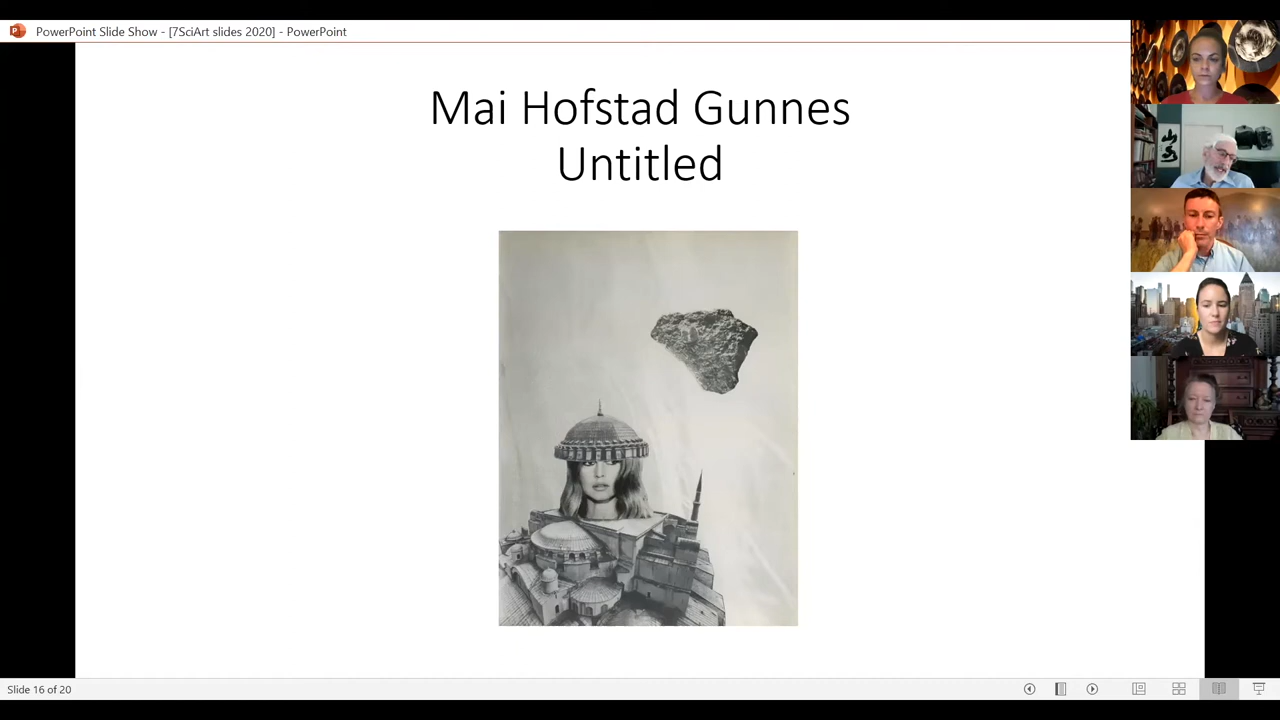 PowerPoint Slide Show - [7SciArt slides 2020] - PowerPoint
Mai Hofstad Gunnes
Untitled
Slide 16 of 20